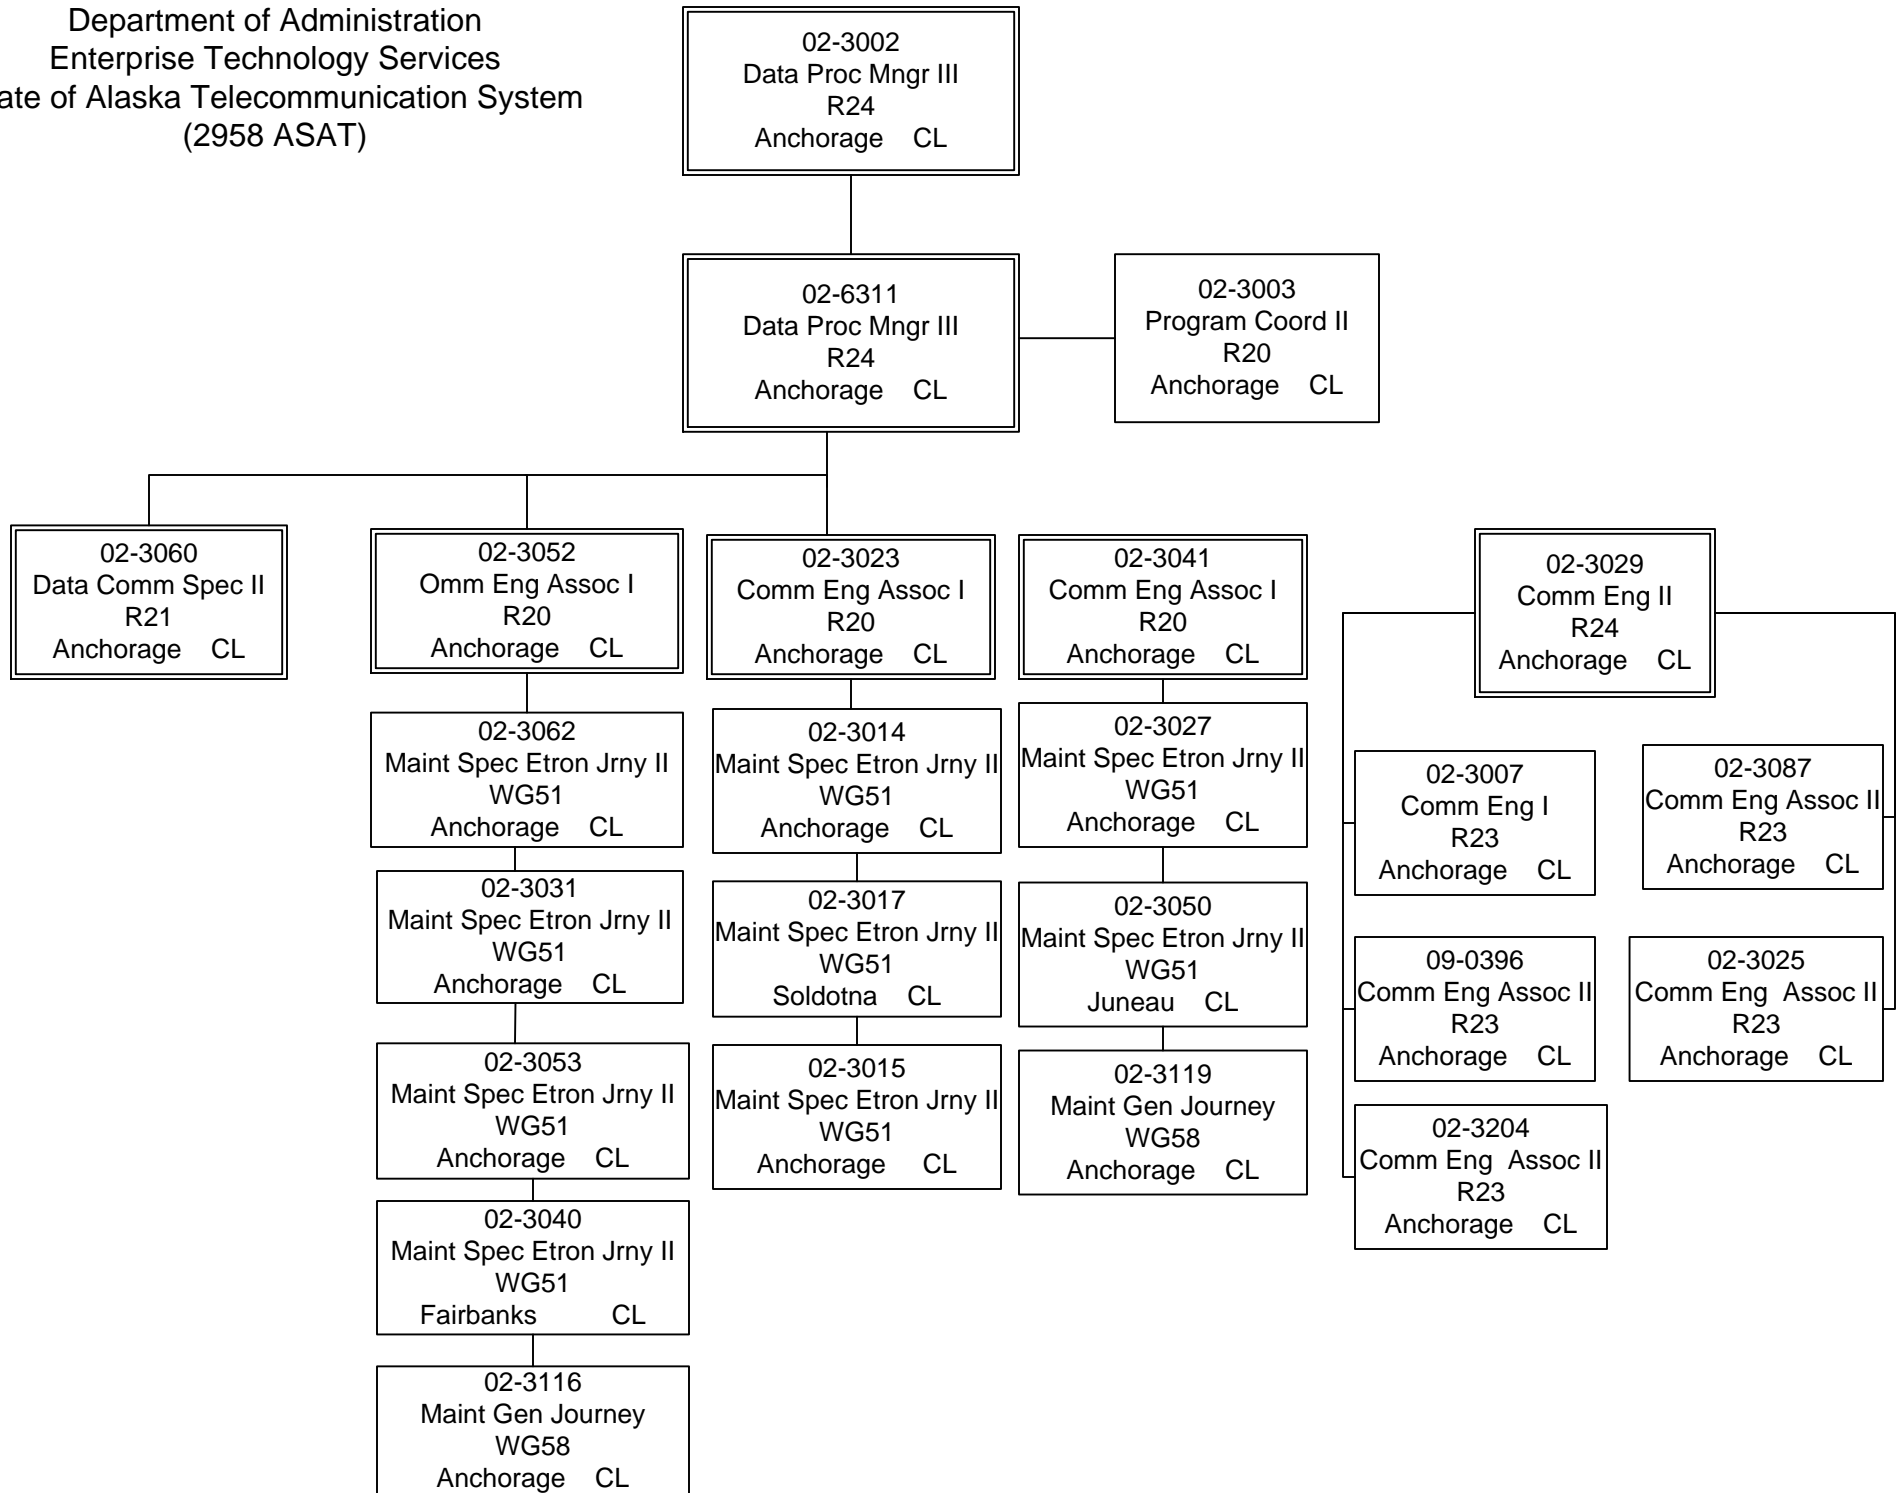 Department of Administration
Enterprise Technology Services
ate of Alaska Telecommunication System
(2958 ASAT)
02-3002
Data Proc Mngr III
R24
Anchorage CL
02-6311
Data Proc Mngr III
R24
Anchorage CL
02-3003
Program Coord II
R20
Anchorage CL
02-3060
Data Comm Spec II
R21
Anchorage CL
02-3052
Omm Eng Assoc I
R20
Anchorage CL
02-3023
Comm Eng Assoc I
R20
Anchorage CL
02-3041
Comm Eng Assoc I
R20
Anchorage CL
02-3029
Comm Eng II
R24
Anchorage CL
02-3062
Maint Spec Etron Jrny II
WG51
Anchorage CL
02-3014
Maint Spec Etron Jrny II
WG51
Anchorage CL
02-3027
Maint Spec Etron Jrny II
WG51
Anchorage CL
02-3007
Comm Eng I
R23
Anchorage CL
02-3087
Comm Eng Assoc II
R23
Anchorage CL
02-3031
Maint Spec Etron Jrny II
WG51
Anchorage CL
02-3017
Maint Spec Etron Jrny II
WG51
Soldotna CL
02-3050
Maint Spec Etron Jrny II
WG51
Juneau CL
09-0396
Comm Eng Assoc II
R23
Anchorage CL
02-3025
Comm Eng Assoc II
R23
Anchorage CL
02-3053
Maint Spec Etron Jrny II
WG51
Anchorage CL
02-3015
Maint Spec Etron Jrny II
WG51
Anchorage CL
02-3119
Maint Gen Journey
WG58
Anchorage CL
02-3204
Comm Eng Assoc II
R23
Anchorage CL
02-3040
Maint Spec Etron Jrny II
WG51
Fairbanks CL
02-3116
Maint Gen Journey
WG58
Anchorage CL